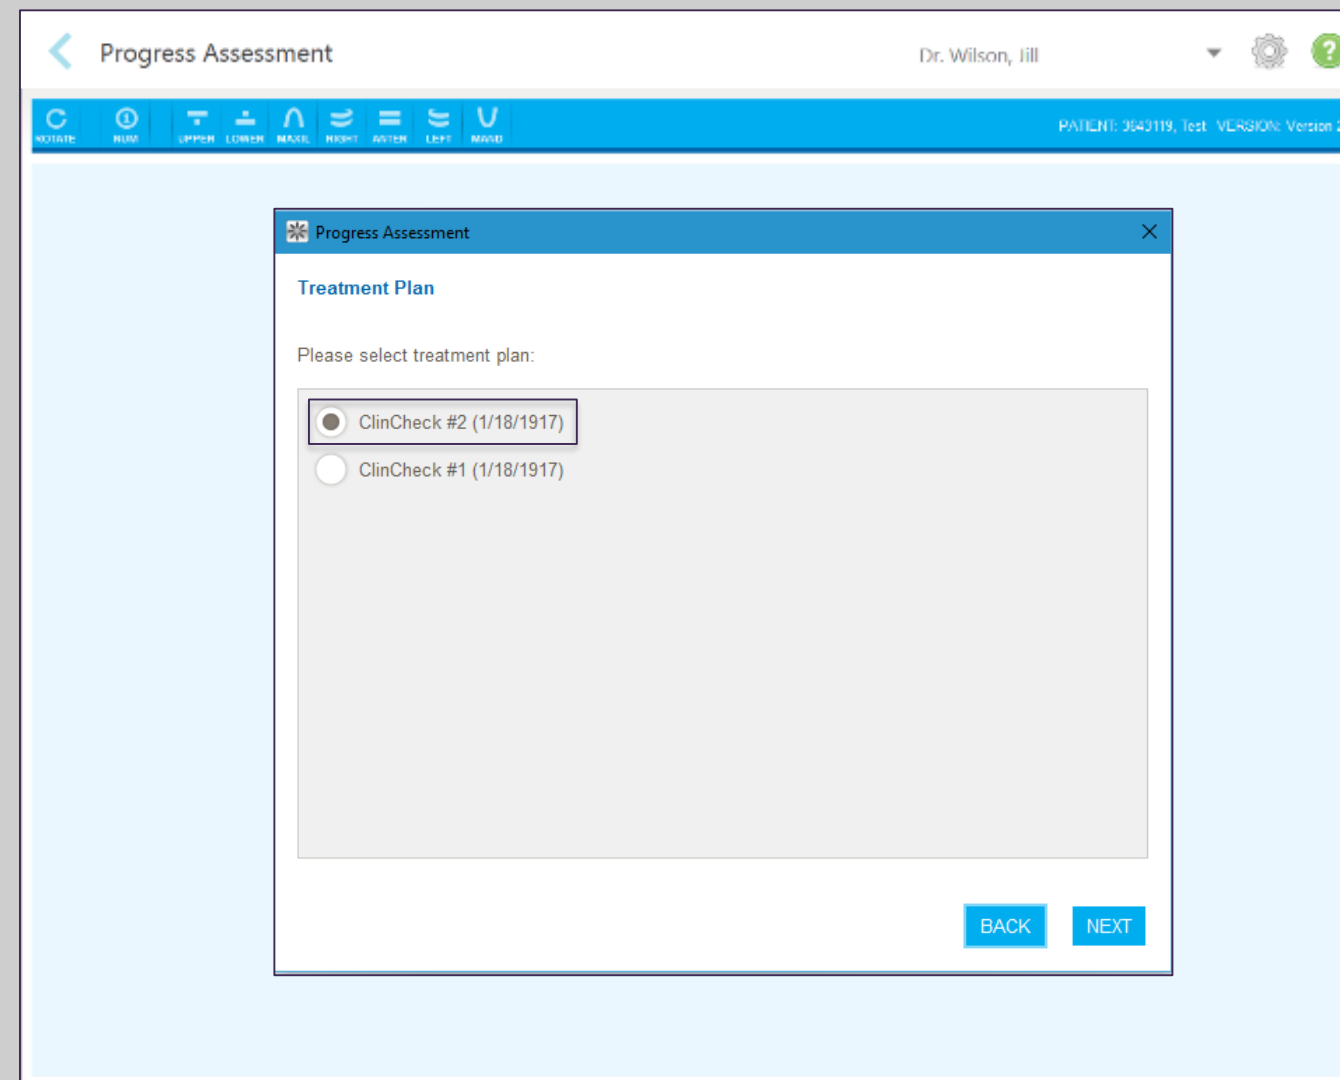 Progress Assessment
Dr. Wilson, Jill
?
ROTATE NUM UPPER LOWER MAXIL RIGHT ANTER LEFT MAND
PATIENT: 3643119, Test VERSION: Version 2
Progress Assessment
Treatment Plan
Please select treatment plan:
ClinCheck #2 (1/18/1917)
ClinCheck #1 (1/18/1917)
BACK NEXT